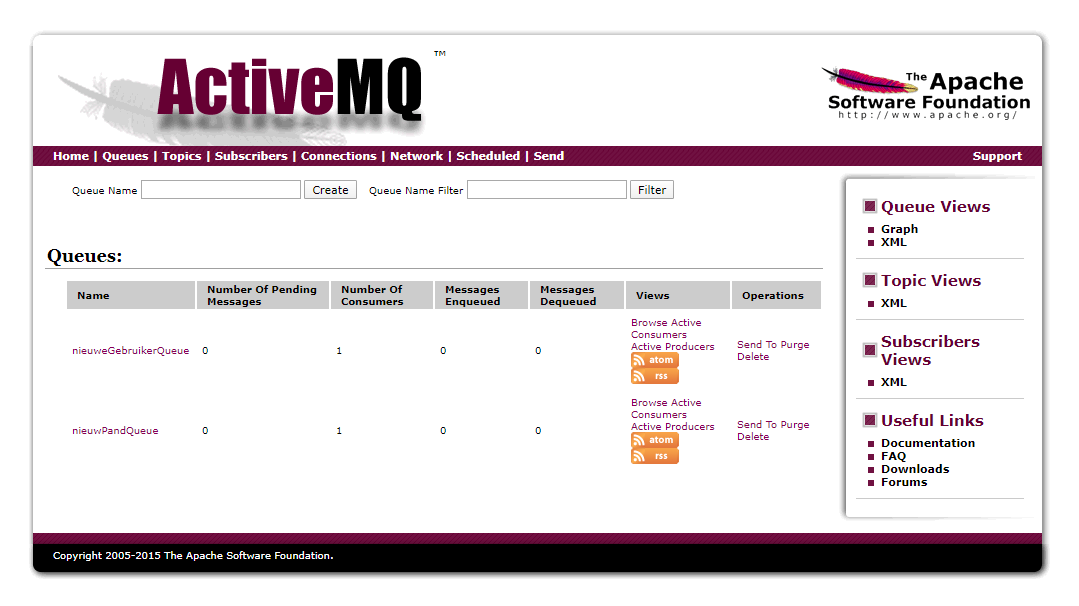 ActiveMQ ™
The Apache
Software Foundation
http://www.apache.org/
Home | Queues | Topics | Subscribers | Connections | Network | Scheduled | Send
Support
Queue Name Create Queue Name Filter Filter
Queues:
Name Number Of Pending Messages Number Of Consumers Messages Enqueued Messages Dequeued Views Operations
nieuweGebruikerQueue 0 1 0 0
Browse Active
Consumers
Active Producers
atom
rss
Send To Purge
Delete
nieuwPandQueue 0 1 0 0
Browse Active
Consumers
Active Producers
atom
rss
Send To Purge
Delete
Queue Views
Graph
XML
Topic Views
XML
Subscribers
Views
XML
Useful Links
Documentation
FAQ
Downloads
Forums
Copyright 2005-2015 The Apache Software Foundation.